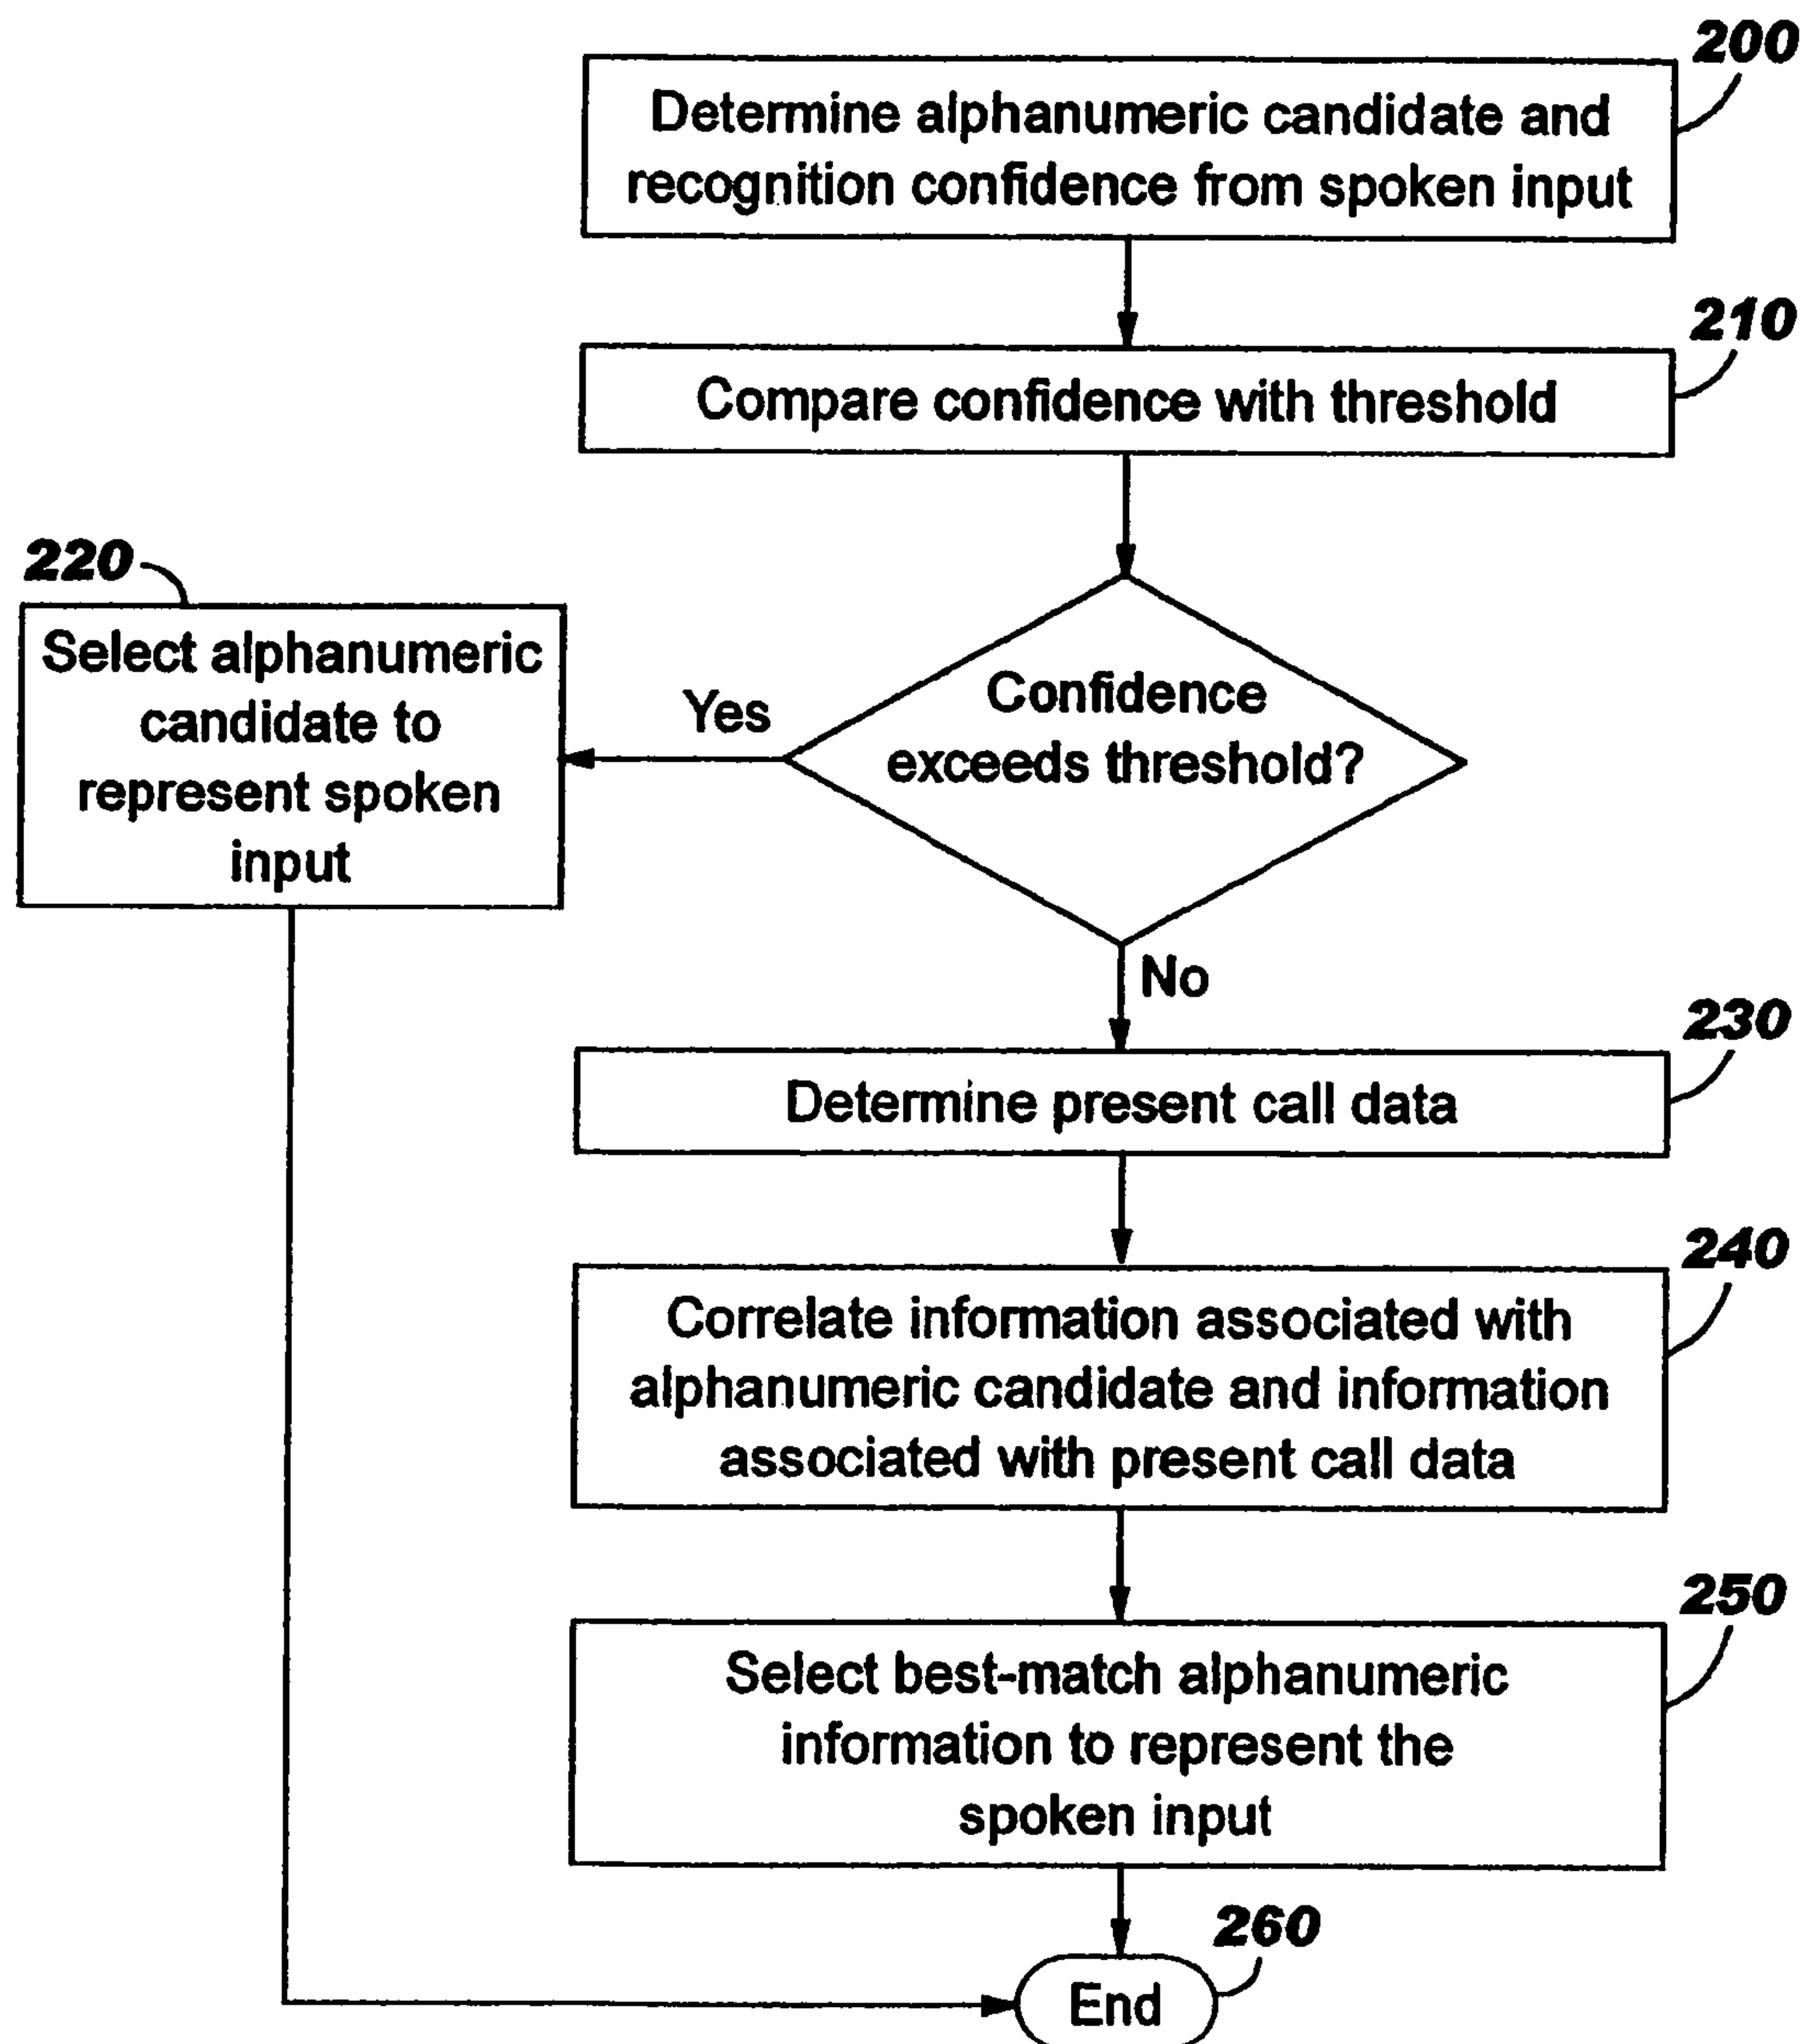 200
Determine alphanumeric candidate and
recognition confidence from spoken input
210
Compare confidence with threshold
220
Select alphanumeric
candidate to
represent spoken
input
Yes
Confidence
exceeds threshold?
No
230
Determine present call data
240
Correlate information associated with
alphanumeric candidate and information
associated with present call data
250
Select best-match alphanumeric
information to represent the
spoken input
260
End